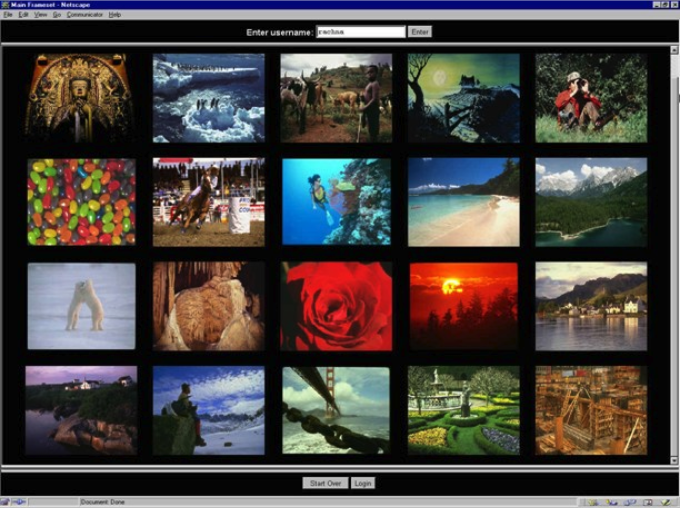 Main Frameset - Netscape
File Edit View Go Communicator Help
Enter username: rachna Enter
Start Over Login
Document: Done